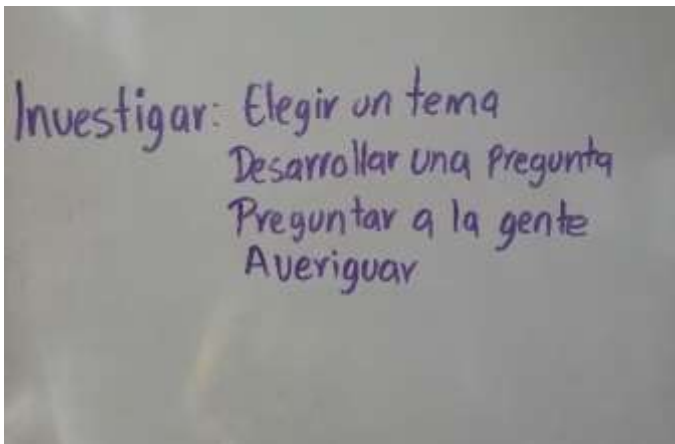 Investigar: Elegir un tema
Desarrollar una pregunta
Preguntar a la gente
Averiguar